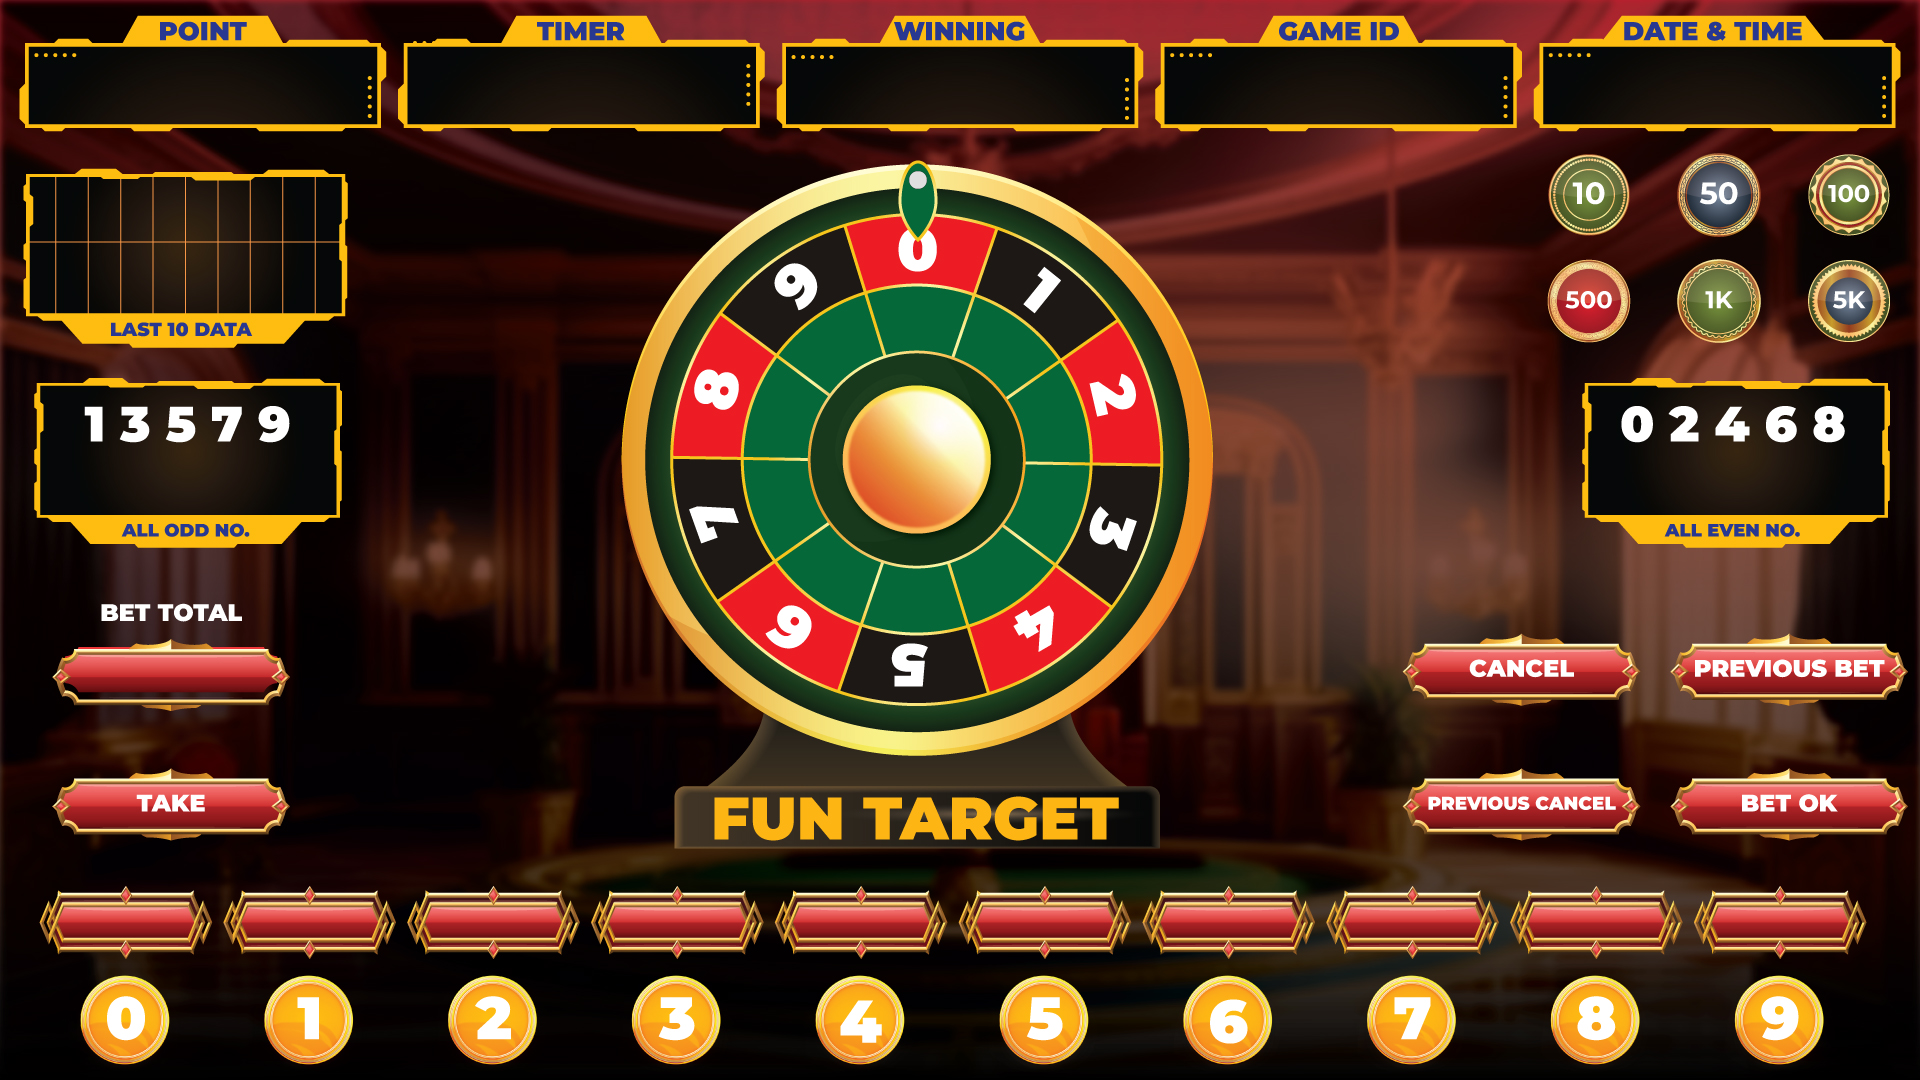 POINT
TIMER
WINNING
GAME ID
DATE & TIME
LAST 10 DATA
1 3 5 7 9
ALL ODD NO.
BET TOTAL
TAKE
0
1
2
3
4
5
6
7
8
9
FUN TARGET
10
50
100
500
1K
5K
0 2 4 6 8
ALL EVEN NO.
CANCEL
PREVIOUS BET
PREVIOUS CANCEL
BET OK
0 1 2 3 4 5 6 7 8 9